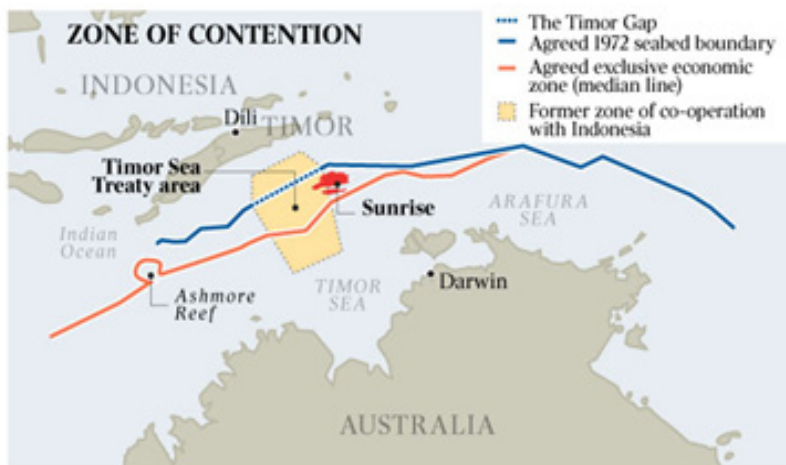 ZONE OF CONTENTION
The Timor Gap
Agreed 1972 seabed boundary
Agreed exclusive economic
zone (median line)
Former zone of co-operation
with Indonesia
INDONESIA
Dili
TIMOR
Timor Sea
Treaty area
Sunrise
ARAFURA
SEA
Indian
Ocean
Ashmore
Reef
TIMOR
SEA
Darwin
AUSTRALIA